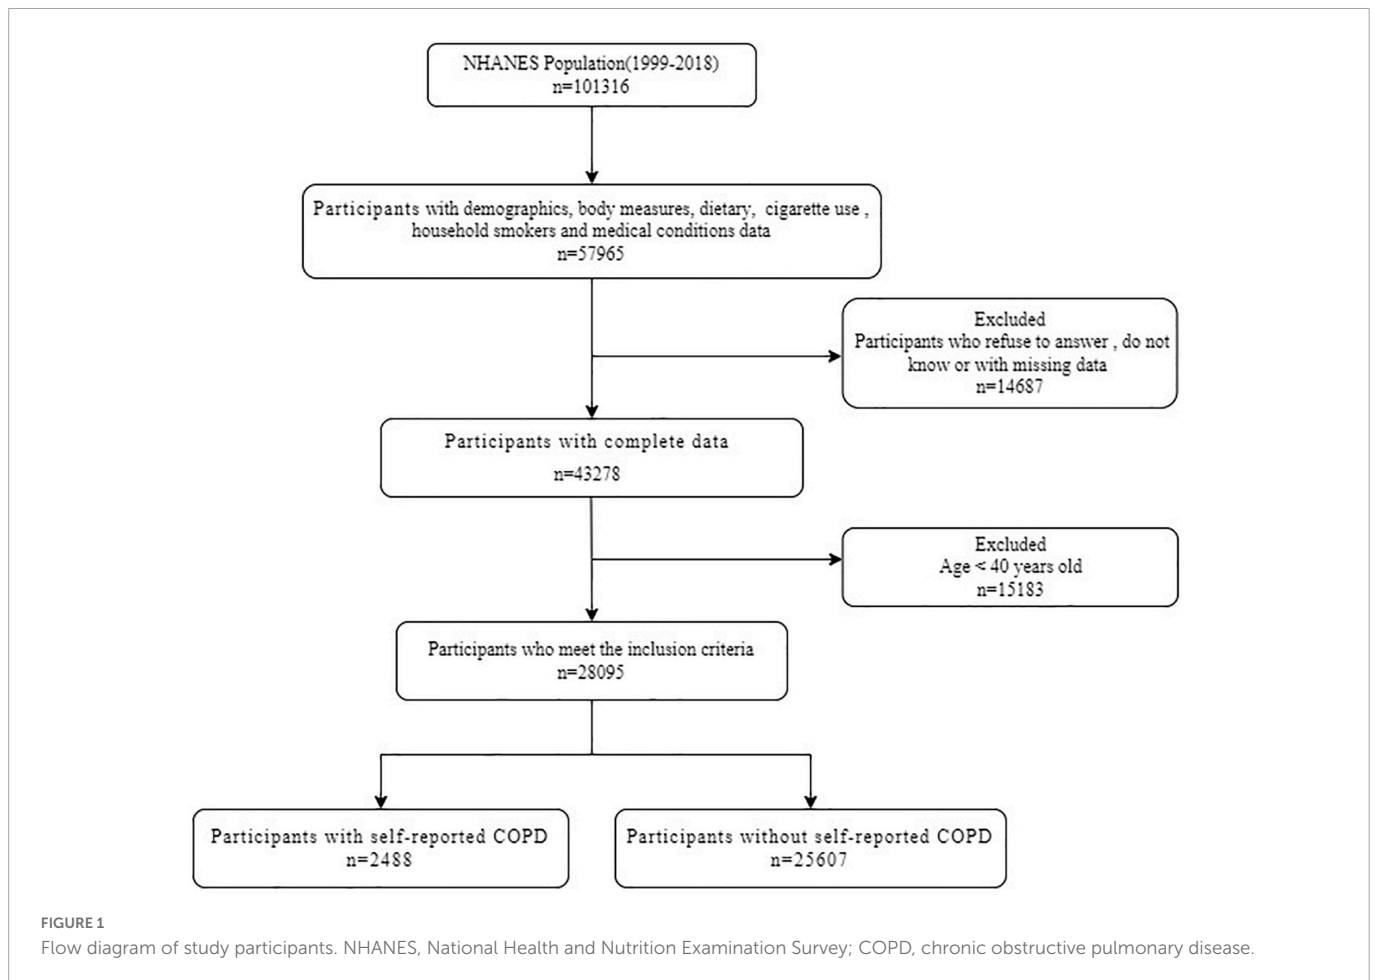 NHANES Population(1999-2018)
n=101316
Participants with demographics, body measures, dietary,  cigarette use ,
household smokers and medical conditions data
n=57965
Excluded
Participants who refuse to answer , do not
know or with missing data
n=14687
Participants with complete data
n=43278
Excluded
Age < 40 years old
n=15183
Participants who meet the inclusion criteria
n=28095
Participants with self-reported COPD
n=2488
Participants without self-reported COPD
n=25607
FIGURE 1
Flow diagram of study participants. NHANES, National Health and Nutrition Examination Survey; COPD, chronic obstructive pulmonary disease.